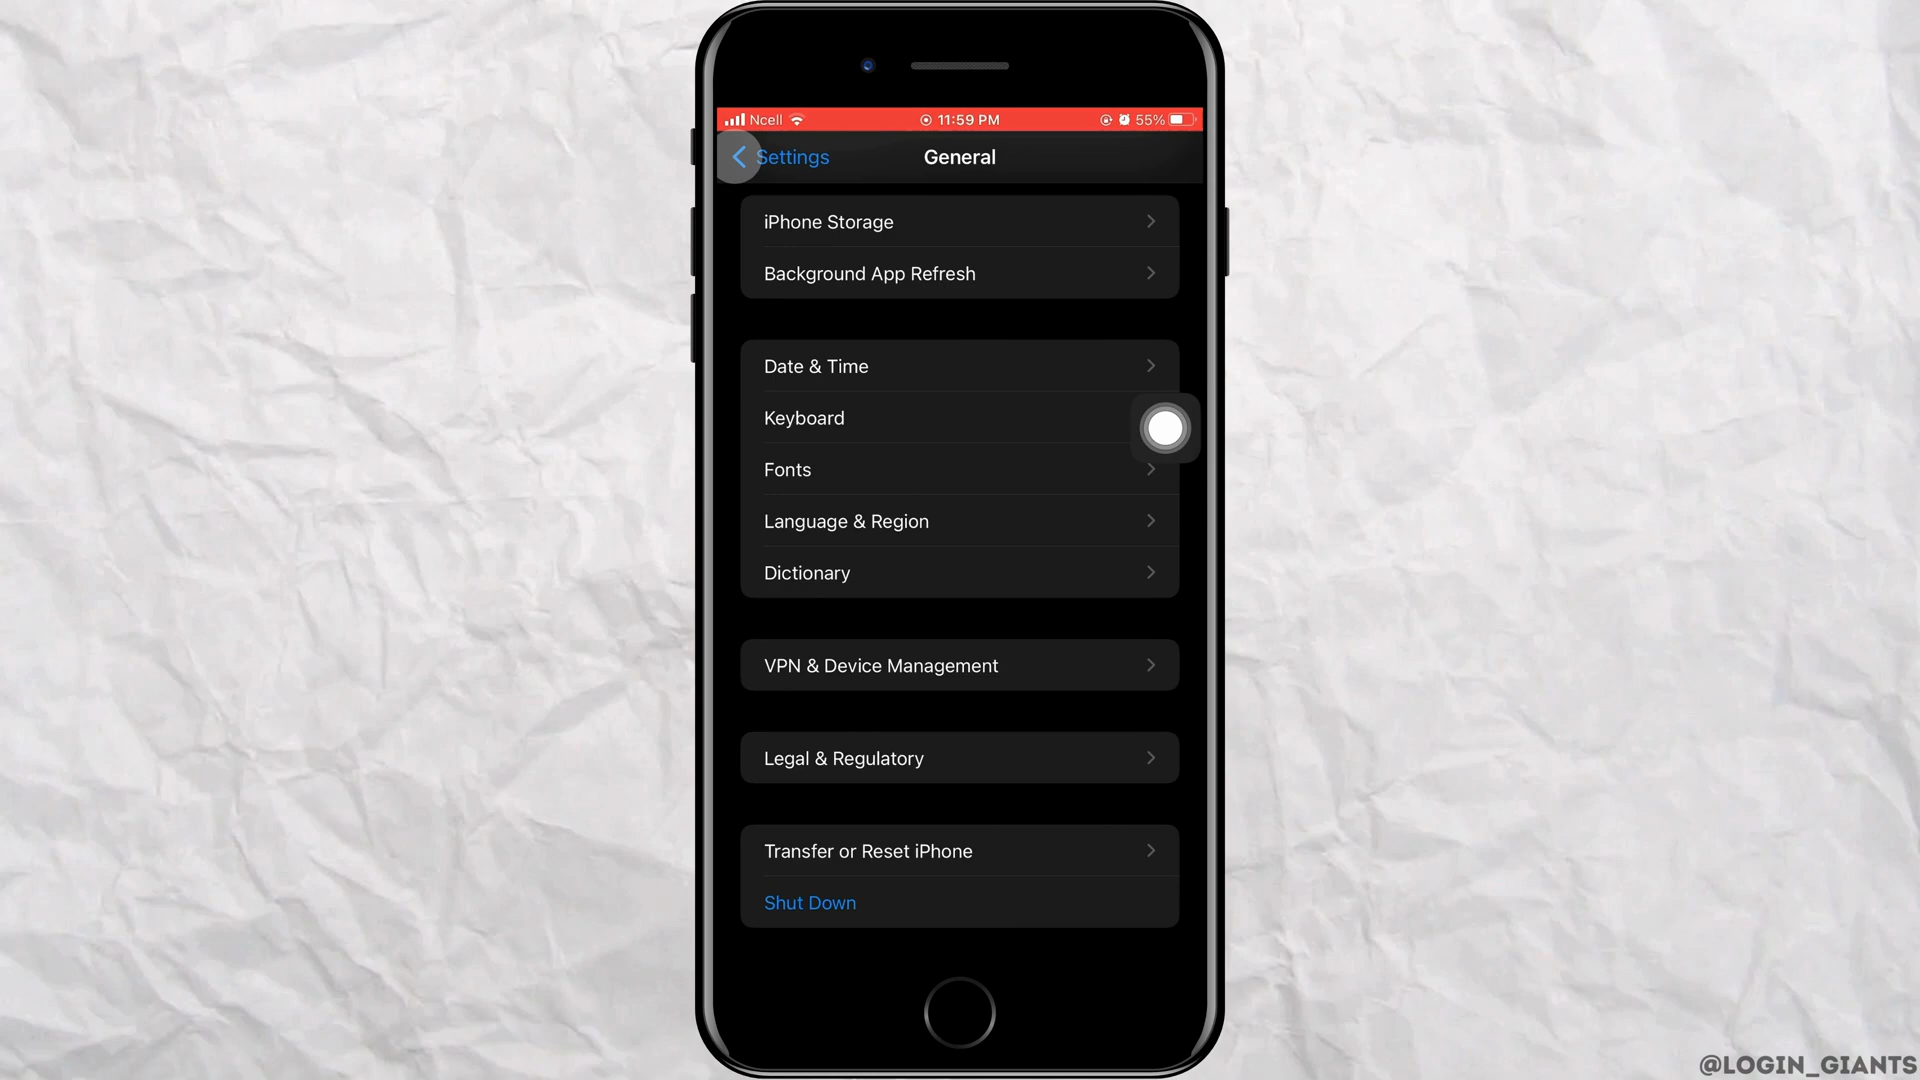 Ncell 11:59 PM 55%
Settings General
iPhone Storage
Background App Refresh
Date & Time
Keyboard
Fonts
Language & Region
Dictionary
VPN & Device Management
Legal & Regulatory
Transfer or Reset iPhone
Shut Down
@LOGIN_GIANTS